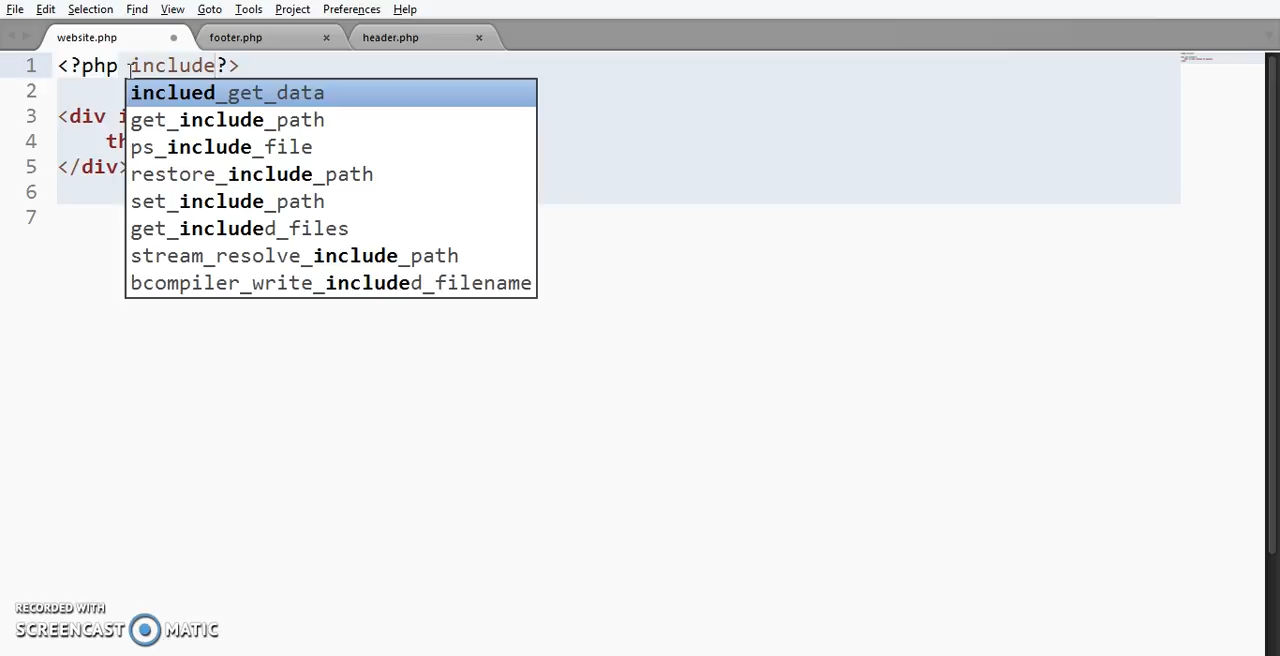 File Edit Selection Find View Goto Tools Project Preferences Help
website.php footer.php header.php
1 <?php include?>
inclued_get_data
2
get_include_path
3 <div i
ps_include_file
4 th
5 </div>
restore_include_path
6
set_include_path
7
get_included_files
stream_resolve_include_path
bcompiler_write_included_filename
RECORDED WITH
SCREENCAST MATIC